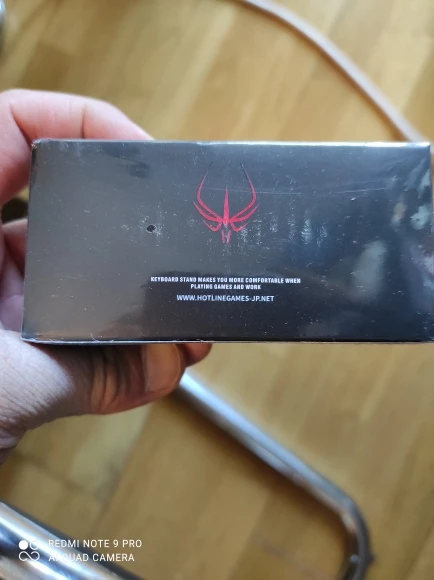 KEYBOARD STAND MAKES YOU MORE COMFORTABLE WHEN
PLAYING GAMES AND WORK
WWW.HOTLINEGAMES-JP.NET
REDMI NOTE 9 PRO
AI QUAD CAMERA